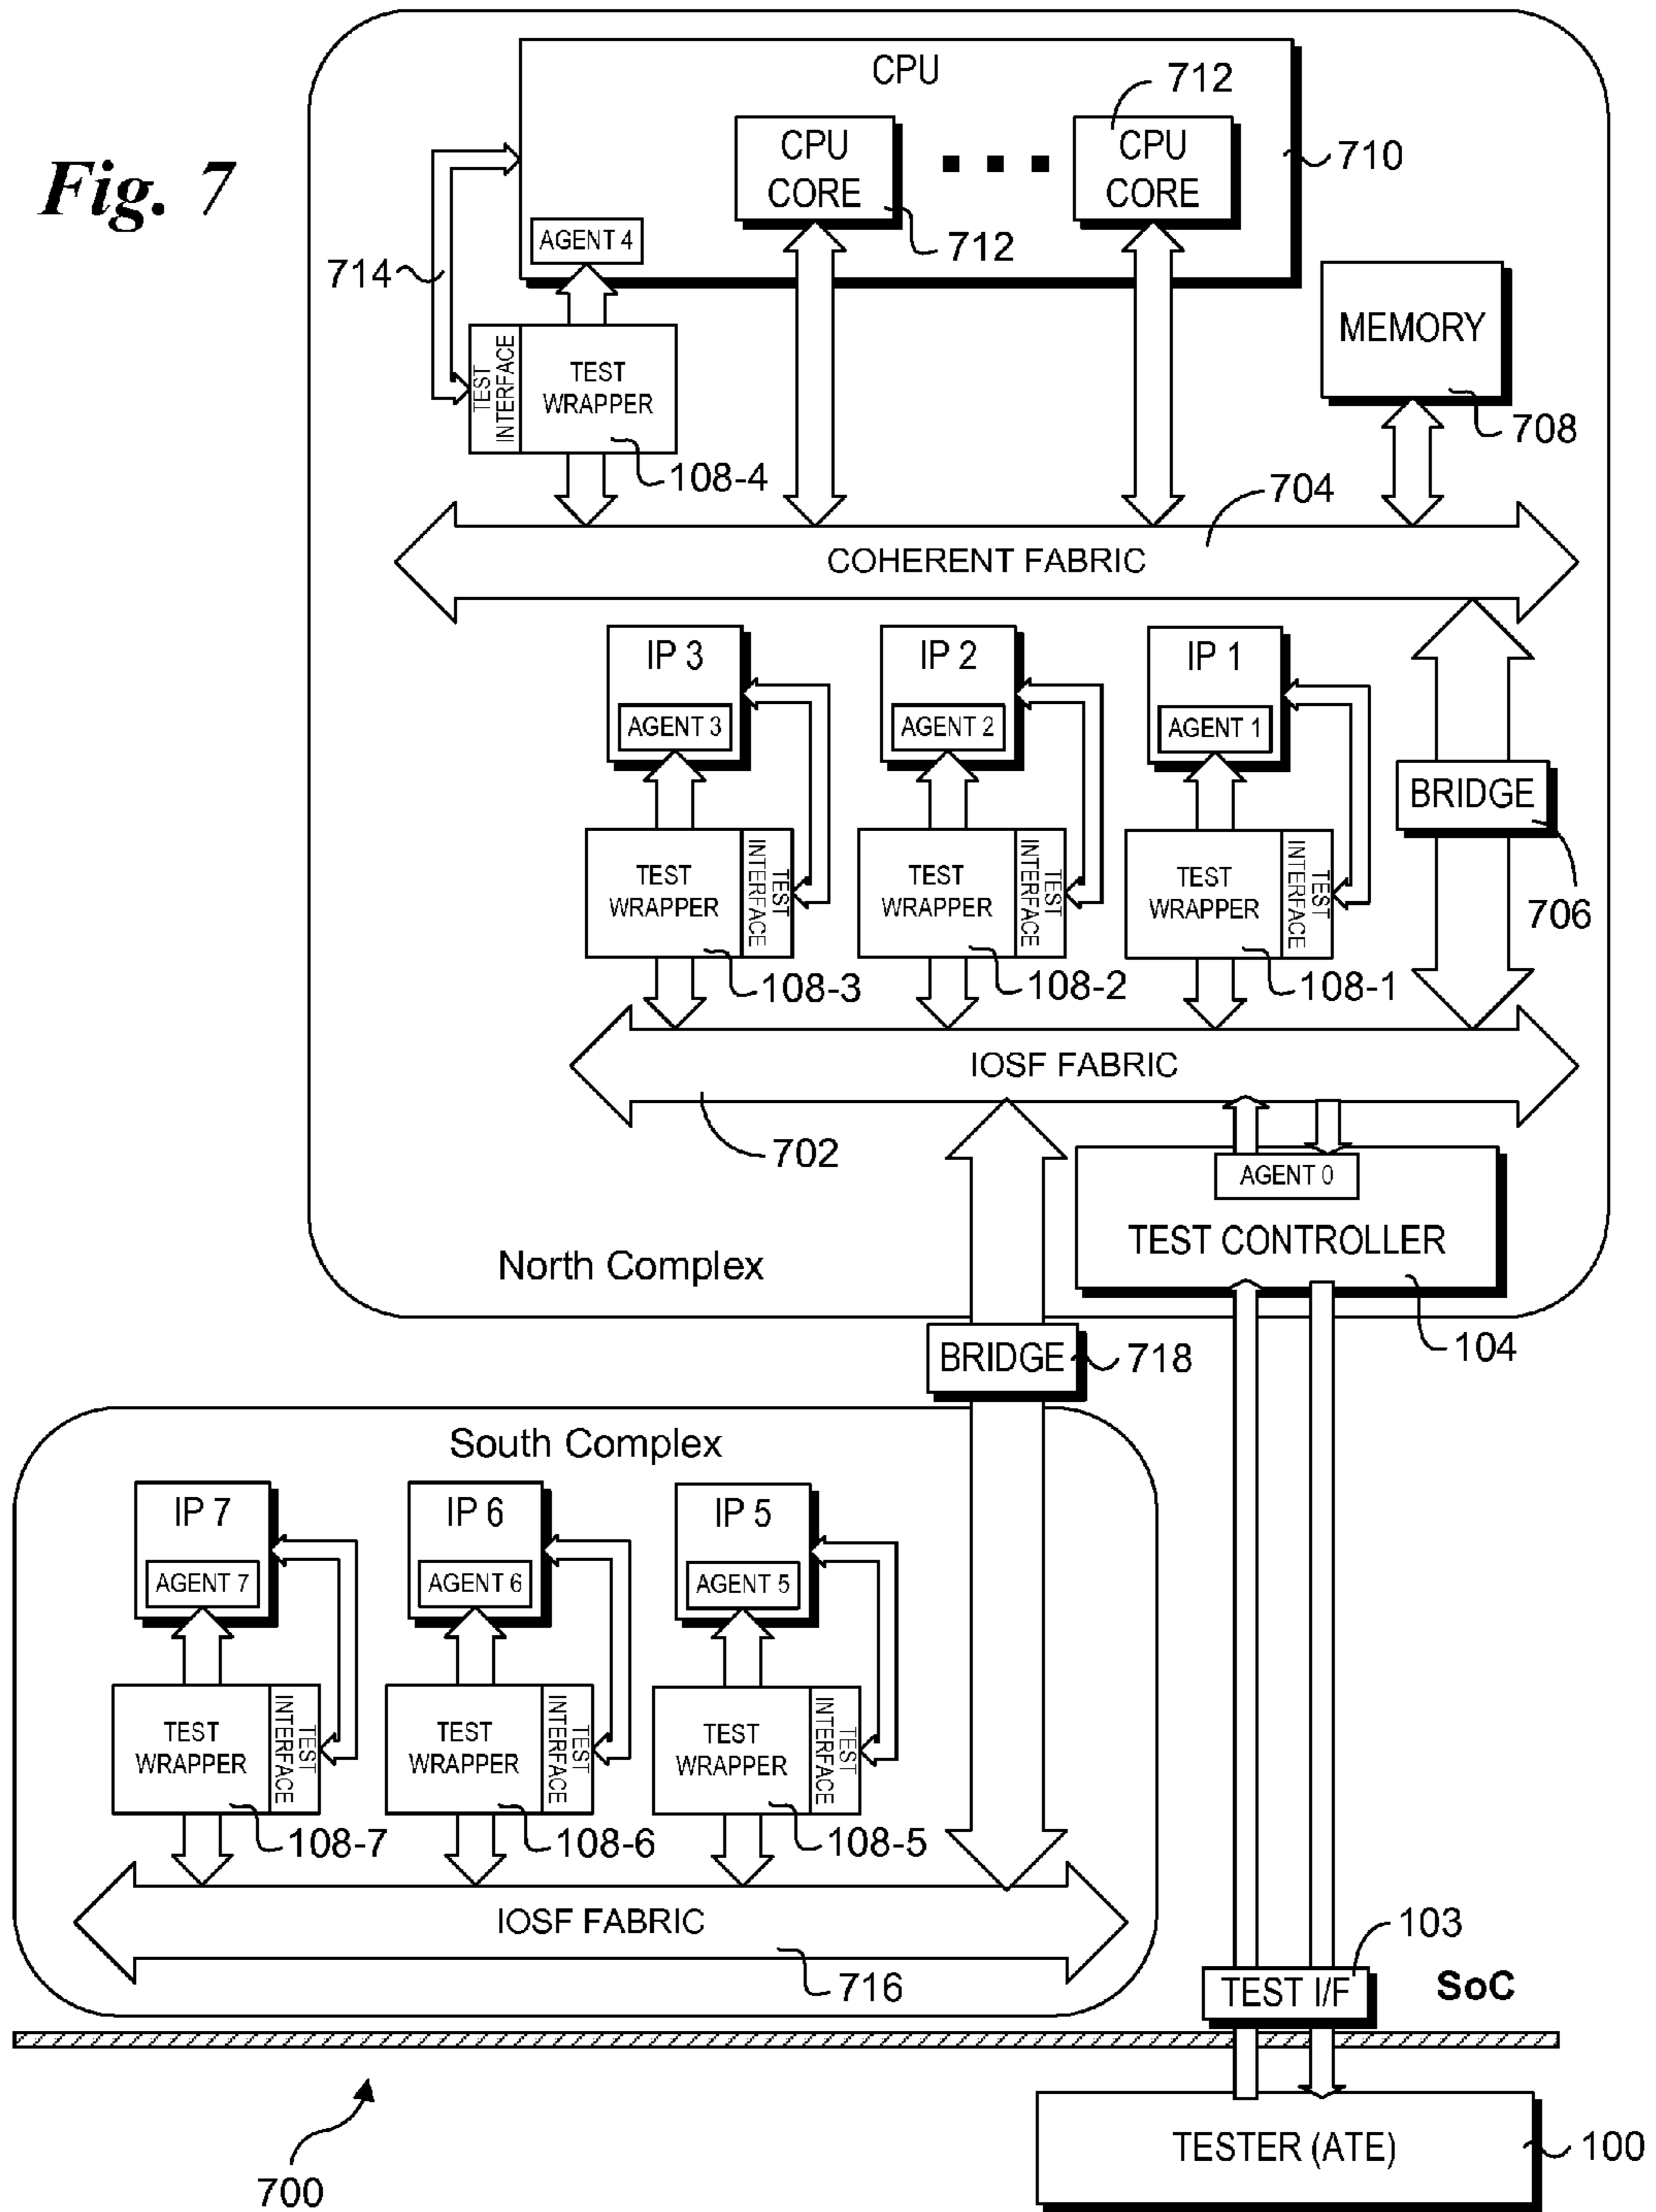 Fig. 7
CPU
712
CPU
CORE
CPU
CORE
710
AGENT 4
712
714
MEMORY
TEST
INTERFACE
TEST
WRAPPER
708
108-4
704
COHERENT FABRIC
IP 3
IP 2
IP 1
AGENT 3
AGENT 2
AGENT 1
BRIDGE
TEST
WRAPPER
TEST
INTERFACE
TEST
WRAPPER
TEST
INTERFACE
TEST
WRAPPER
TEST
INTERFACE
706
108-3
108-2
108-1
IOSF FABRIC
702
AGENT 0
TEST CONTROLLER
North Complex
104
BRIDGE
718
South Complex
IP 7
IP 6
IP 5
AGENT 7
AGENT 6
AGENT 5
TEST
WRAPPER
TEST
INTERFACE
TEST
WRAPPER
TEST
INTERFACE
TEST
WRAPPER
TEST
INTERFACE
108-7
108-6
108-5
IOSF FABRIC
103
716
TEST I/F
SoC
TESTER (ATE)
100
700